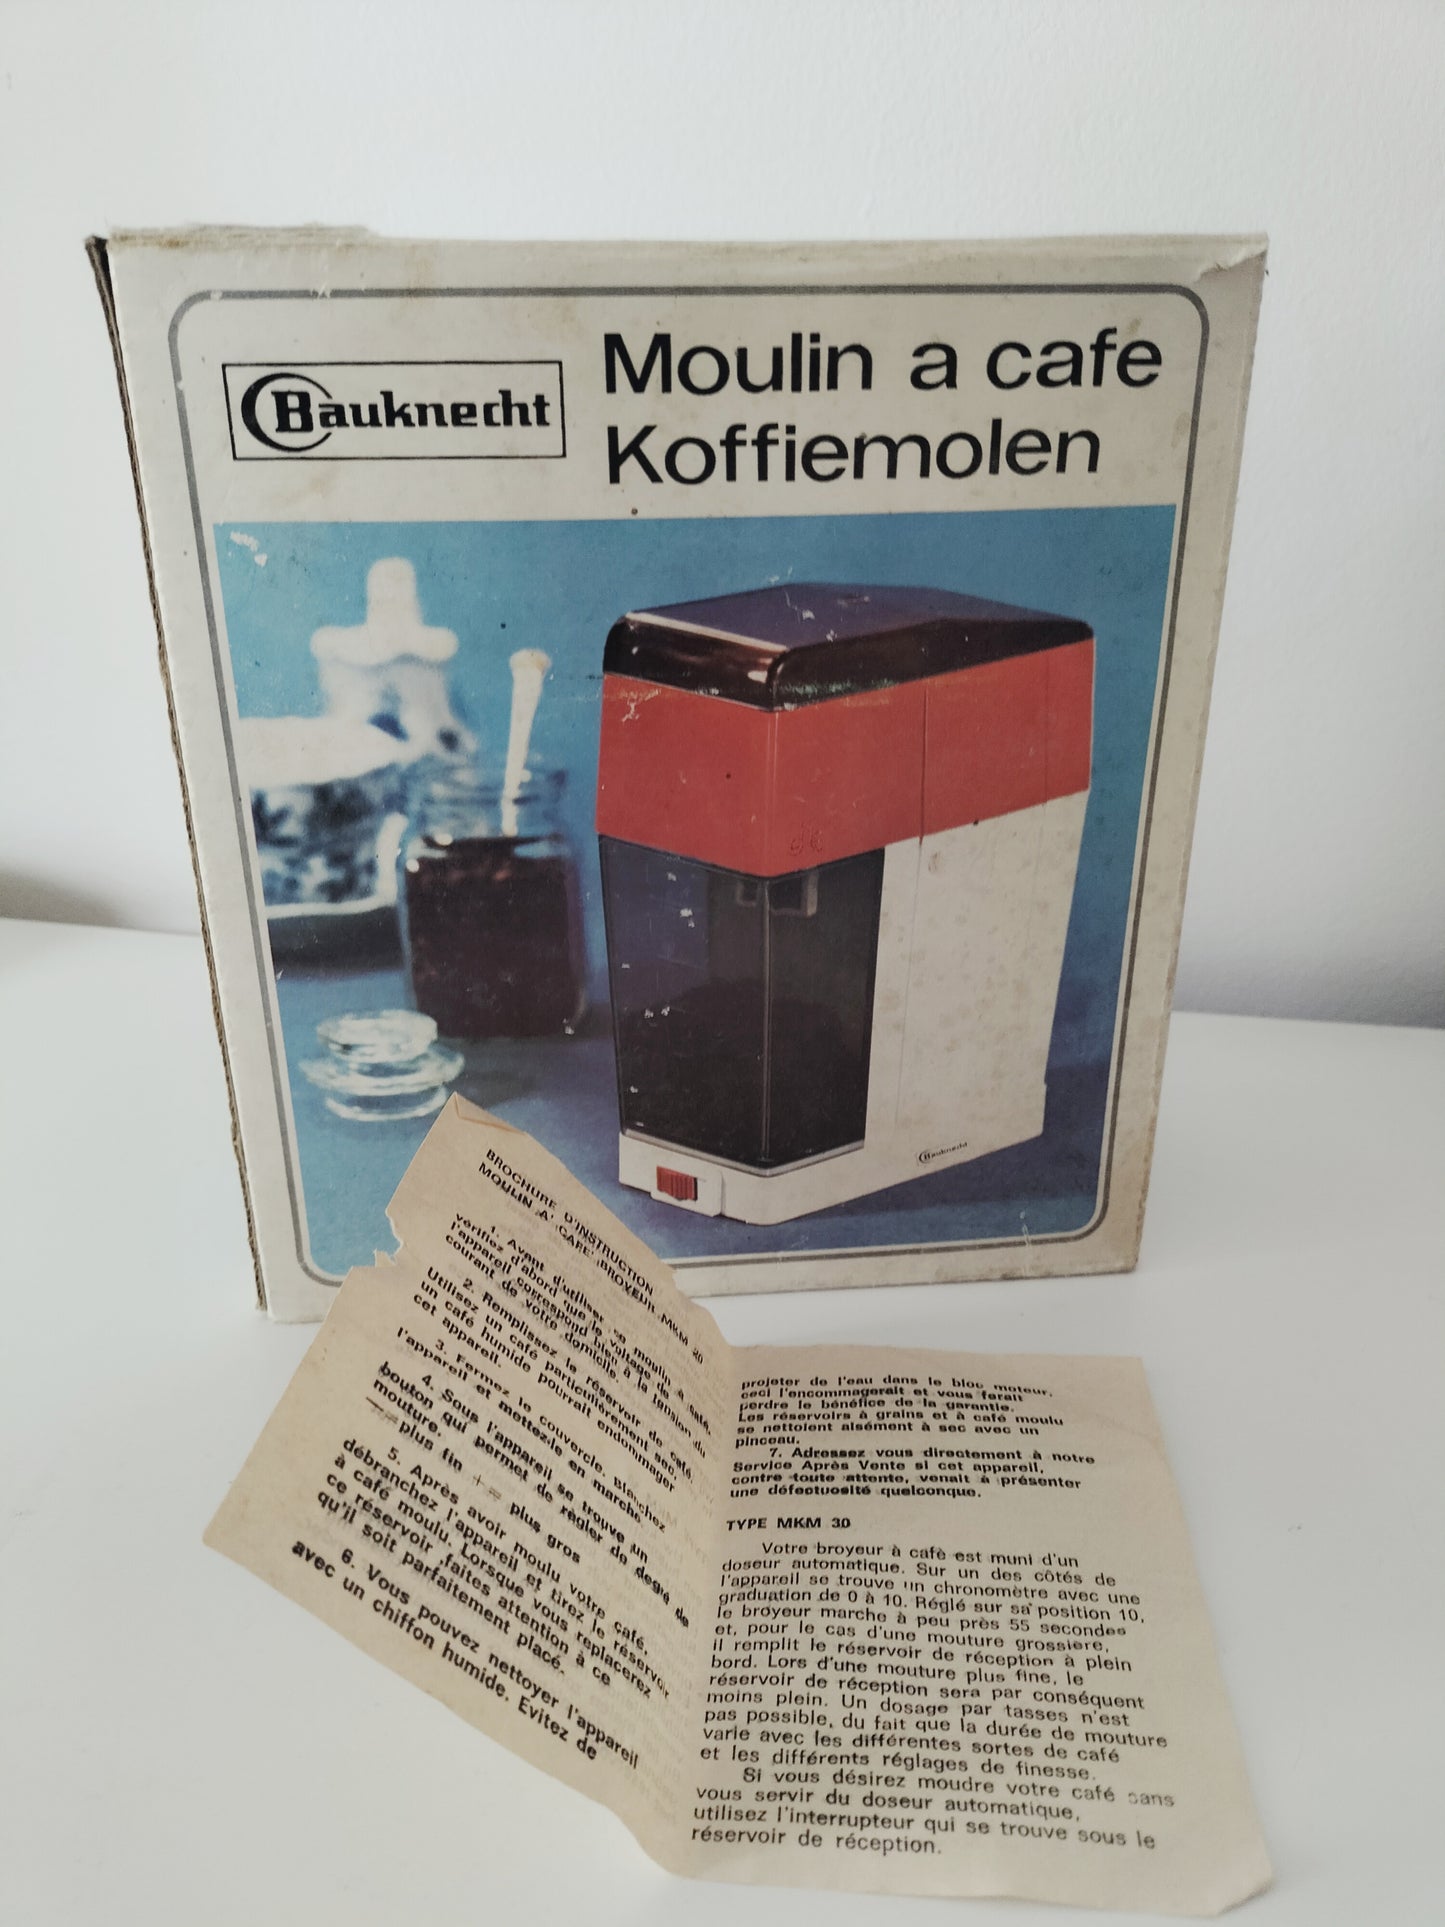 Bauknecht
Moulin a cafe
Koffiemolen
Bauknecht
BROCHURE D'INSTRUCTION
MOULIN A' CAFE' BROYEUR MKM 20
1. Avant d'utiliser ce moulin à café,
vérifiez d'abord que le voltage de
l'appareil correspond bien à la tension du
courant de votre domicile.
2. Remplissez le réservoir de café.
Utilisez un café particulièrement sec,
un café humide pourrait endommager
cet appareil.
3. Fermez le couvercle. Blanchez
l'appareil et mettez-le en marche.
4. Sous l'appareil se trouve un
bouton qui permet de règler de degré de
mouture.
plus fin + = plus gros
5. Après avoir moulu votre café,
débranchez l'appareil et tirez le réservoir
à café moulu. Lorsque vous replacerez
ce réservoir ,faites attention à ce
qu'il soit parfaitement placé.
6. Vous pouvez nettoyer l'appareil
avec un chiffon humide. Evitez de
projeter de l'eau dans le bloc moteur,
ceci l'encommagerait et vous ferait
perdre le bénéfice de la garantie.
Les réservoirs à grains et à café moulu
se nettoient alsément à sec avec un
pinceau.
7. Adressez vous directement à notre
Service Après Vente si cet appareil,
contre toute attente, venait à présenter
une défectuosité quelconque.
TYPE MKM 30
Votre broyeur à cafè est muni d'un
doseur automatique. Sur un des côtés de
l'appareil se trouve un chronomètre avec une
graduation de 0 à 10. Réglé sur sa position 10,
le broyeur marche à peu près 55 secondes
et, pour le cas d'une mouture grossiere,
il remplit le réservoir de réception à plein
bord. Lors d'une mouture plus fine, le
réservoir de réception sera par conséquent
moins plein. Un dosage par tasses n'est
pas possible, du fait que la durée de mouture
varie avec les différentes sortes de café
et les différents réglages de finesse.
Si vous désirez moudre votre café sans
vous servir du doseur automatique,
utilisez l'interrupteur qui se trouve sous le
réservoir de réception.